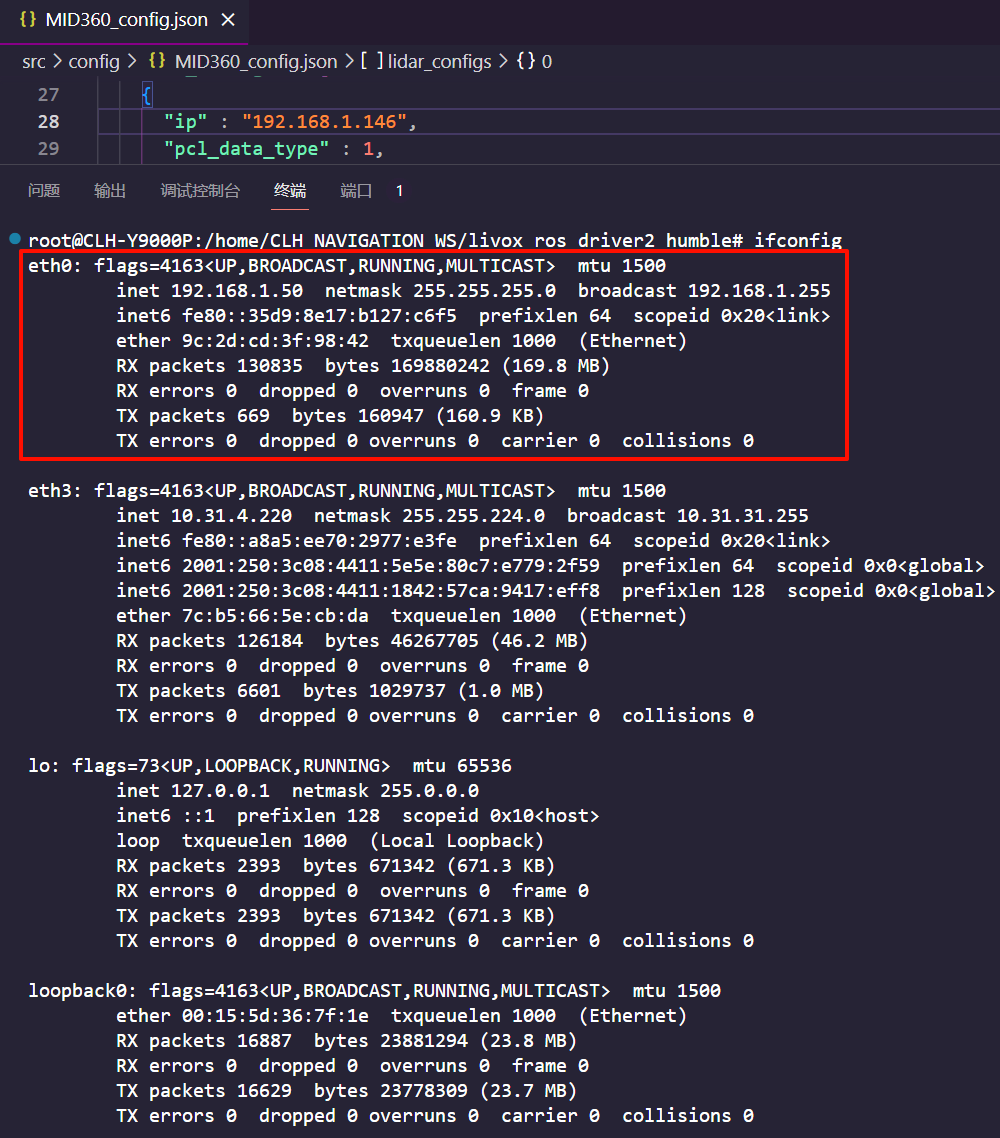 {} MID360_config.json ×
src > config > {} MID360_config.json > [ ] lidar_configs > {} 0
27 {
28 "ip" : "192.168.1.146",
29 "pcl_data_type" : 1,
问题 输出 调试控制台 终端 端口 1
root@CLH-Y9000P:/home/CLH_NAVIGATION_WS/livox_ros_driver2_humble# ifconfig
eth0: flags=4163<UP,BROADCAST,RUNNING,MULTICAST> mtu 1500
inet 192.168.1.50 netmask 255.255.255.0 broadcast 192.168.1.255
inet6 fe80::35d9:8e17:b127:c6f5 prefixlen 64 scopeid 0x20<link>
ether 9c:2d:cd:3f:98:42 txqueuelen 1000 (Ethernet)
RX packets 130835 bytes 169880242 (169.8 MB)
RX errors 0 dropped 0 overruns 0 frame 0
TX packets 669 bytes 160947 (160.9 KB)
TX errors 0 dropped 0 overruns 0 carrier 0 collisions 0
eth3: flags=4163<UP,BROADCAST,RUNNING,MULTICAST> mtu 1500
inet 10.31.4.220 netmask 255.255.224.0 broadcast 10.31.31.255
inet6 fe80::a8a5:ee70:2977:e3fe prefixlen 64 scopeid 0x20<link>
inet6 2001:250:3c08:4411:5e5e:80c7:e779:2f59 prefixlen 64 scopeid 0x0<global>
inet6 2001:250:3c08:4411:1842:57ca:9417:eff8 prefixlen 128 scopeid 0x0<global>
ether 7c:b5:66:5e:cb:da txqueuelen 1000 (Ethernet)
RX packets 126184 bytes 46267705 (46.2 MB)
RX errors 0 dropped 0 overruns 0 frame 0
TX packets 6601 bytes 1029737 (1.0 MB)
TX errors 0 dropped 0 overruns 0 carrier 0 collisions 0
lo: flags=73<UP,LOOPBACK,RUNNING> mtu 65536
inet 127.0.0.1 netmask 255.0.0.0
inet6 ::1 prefixlen 128 scopeid 0x10<host>
loop txqueuelen 1000 (Local Loopback)
RX packets 2393 bytes 671342 (671.3 KB)
RX errors 0 dropped 0 overruns 0 frame 0
TX packets 2393 bytes 671342 (671.3 KB)
TX errors 0 dropped 0 overruns 0 carrier 0 collisions 0
loopback0: flags=4163<UP,BROADCAST,RUNNING,MULTICAST> mtu 1500
ether 00:15:5d:36:7f:1e txqueuelen 1000 (Ethernet)
RX packets 16887 bytes 23881294 (23.8 MB)
RX errors 0 dropped 0 overruns 0 frame 0
TX packets 16629 bytes 23778309 (23.7 MB)
TX errors 0 dropped 0 overruns 0 carrier 0 collisions 0